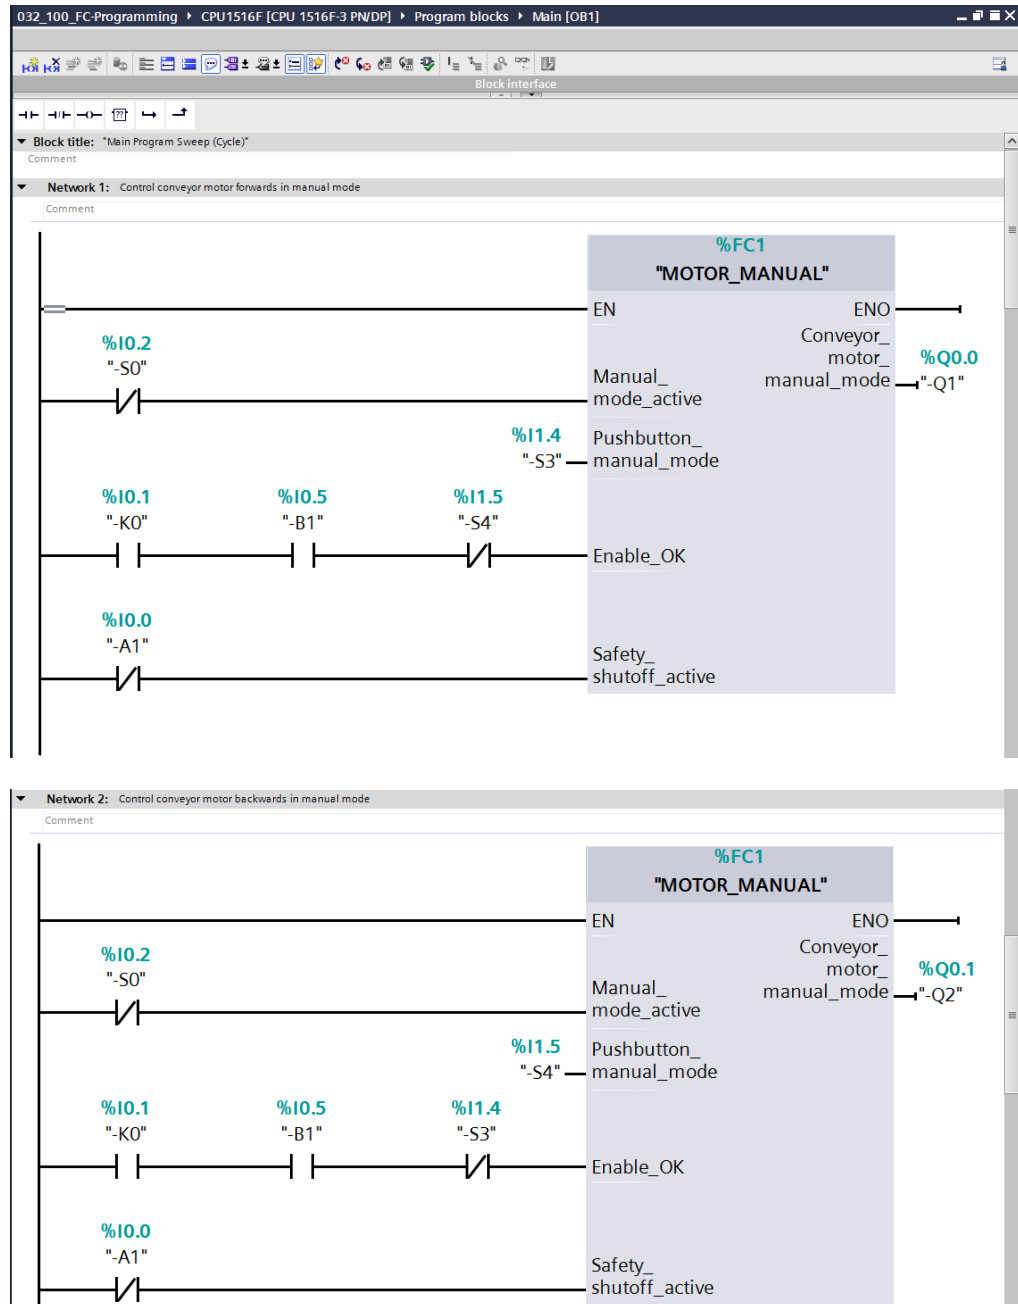 032_100_FC-Programming ▸ CPU1516F [CPU 1516F-3 PN/DP] ▸ Program blocks ▸ Main [OB1]
Block interface
??
Block title: "Main Program Sweep (Cycle)"
Comment
Network 1: Control conveyor motor forwards in manual mode
Comment
%FC1
"MOTOR_MANUAL"
EN ENO
%I0.2
"-S0"
Manual_
mode_active
Conveyor_
motor_
manual_mode
%Q0.0
"-Q1"
%I1.4
"-S3"
Pushbutton_
manual_mode
%I0.1 %I0.5 %I1.5
"-K0" "-B1" "-S4"
Enable_OK
%I0.0
"-A1"
Safety_
shutoff_active
Network 2: Control conveyor motor backwards in manual mode
Comment
%FC1
"MOTOR_MANUAL"
EN ENO
%I0.2
"-S0"
Manual_
mode_active
Conveyor_
motor_
manual_mode
%Q0.1
"-Q2"
%I1.5
"-S4"
Pushbutton_
manual_mode
%I0.1 %I0.5 %I1.4
"-K0" "-B1" "-S3"
Enable_OK
%I0.0
"-A1"
Safety_
shutoff_active